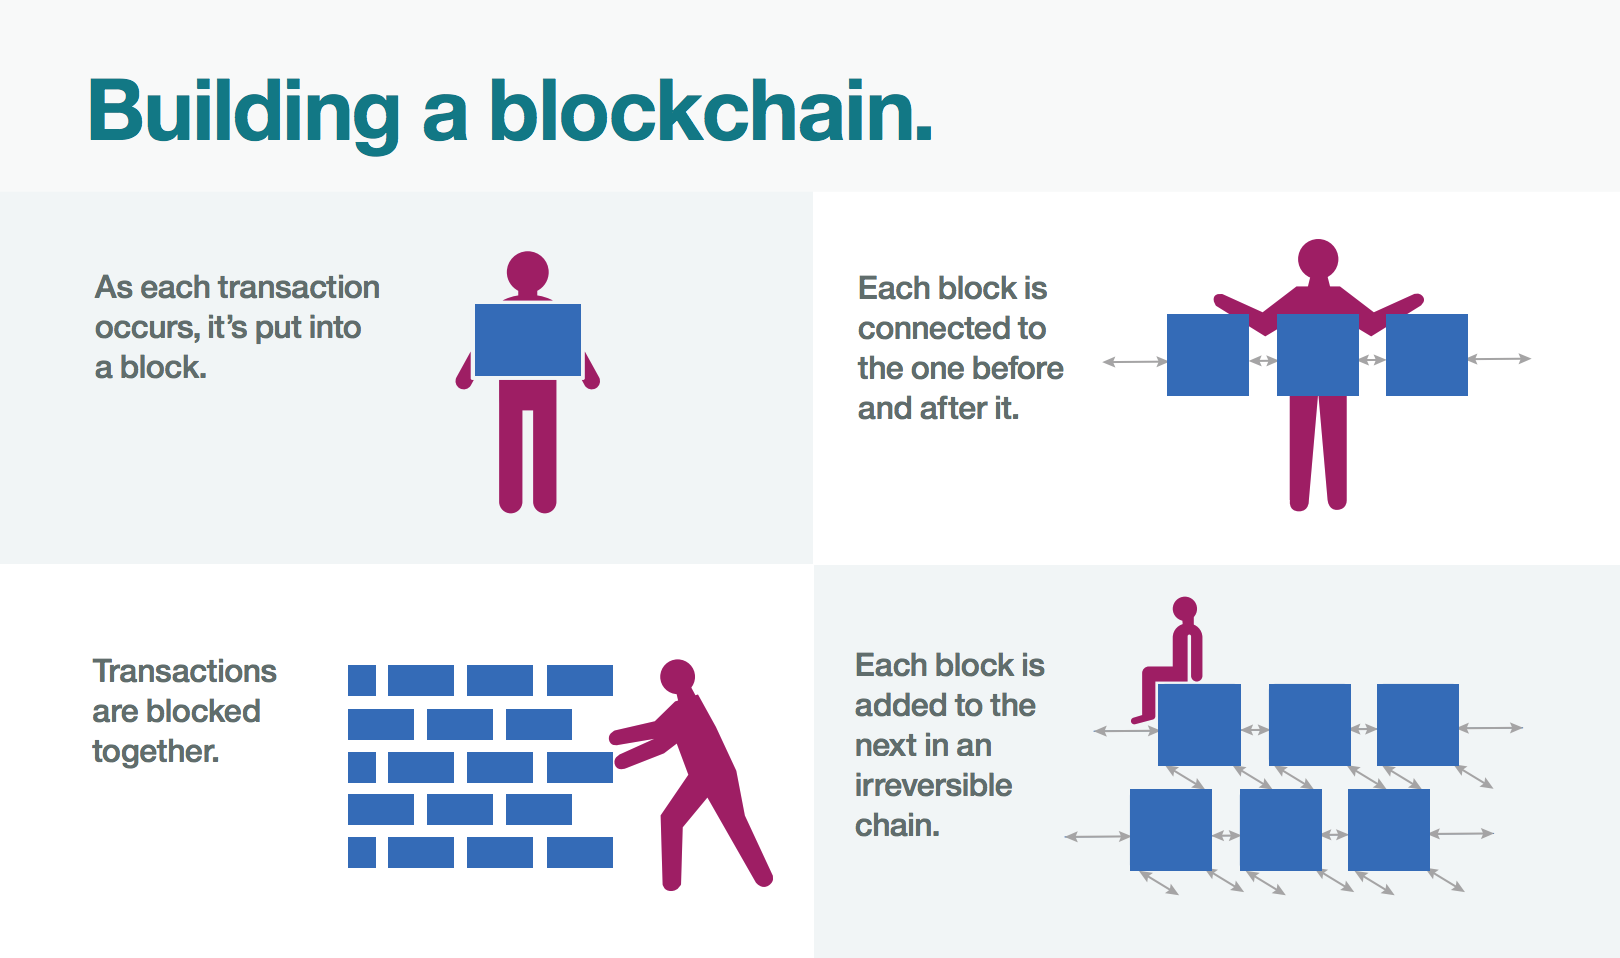 Building a blockchain.
As each transaction
occurs, it’s put into
a block.
Each block is
connected to
the one before
and after it.
Transactions
are blocked
together.
Each block is
added to the
next in an
irreversible
chain.